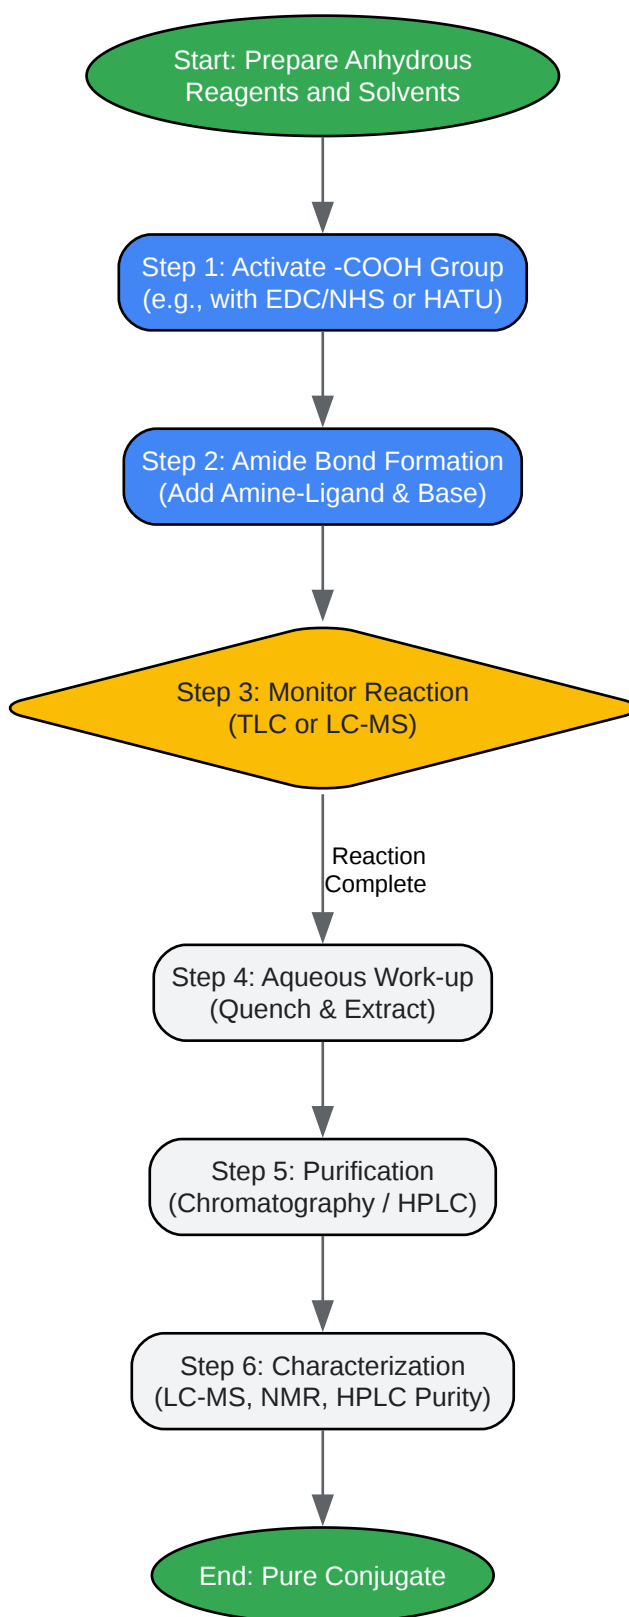 Start: Prepare Anhydrous
Reagents and Solvents
Step 1: Activate -COOH Group
(e.g., with EDC/NHS or HATU)
Step 2: Amide Bond Formation
(Add Amine-Ligand & Base)
Step 3: Monitor Reaction
(TLC or LC-MS)
Reaction
Complete
Step 4: Aqueous Work-up
(Quench & Extract)
Step 5: Purification
(Chromatography / HPLC)
Step 6: Characterization
(LC-MS, NMR, HPLC Purity)
End: Pure Conjugate